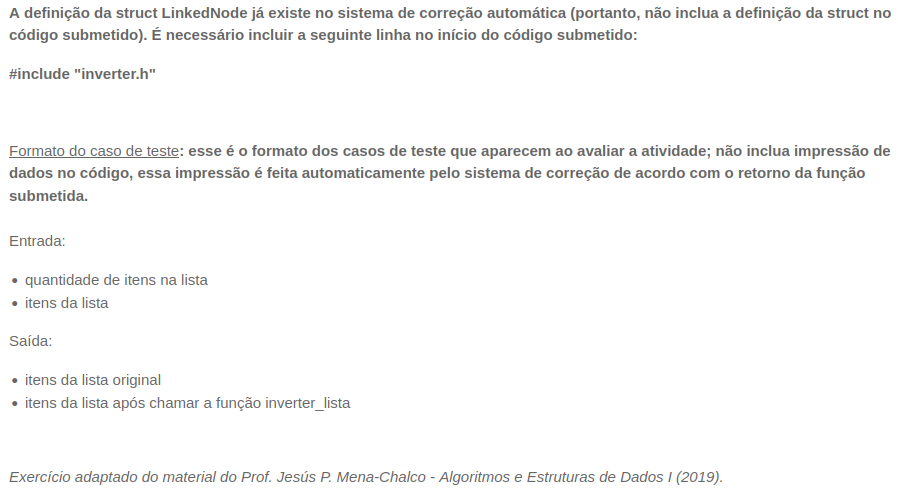 A definição da struct LinkedNode já existe no sistema de correção automática (portanto, não inclua a definição da struct no
código submetido). É necessário incluir a seguinte linha no início do código submetido:
#include "inverter.h"
Formato do caso de teste: esse é o formato dos casos de teste que aparecem ao avaliar a atividade; não inclua impressão de
dados no código, essa impressão é feita automaticamente pelo sistema de correção de acordo com o retorno da função
submetida.
Entrada:
• quantidade de itens na lista
• itens da lista
Saída:
• itens da lista original
• itens da lista após chamar a função inverter_lista
Exercício adaptado do material do Prof. Jesús P. Mena-Chalco - Algoritmos e Estruturas de Dados I (2019).